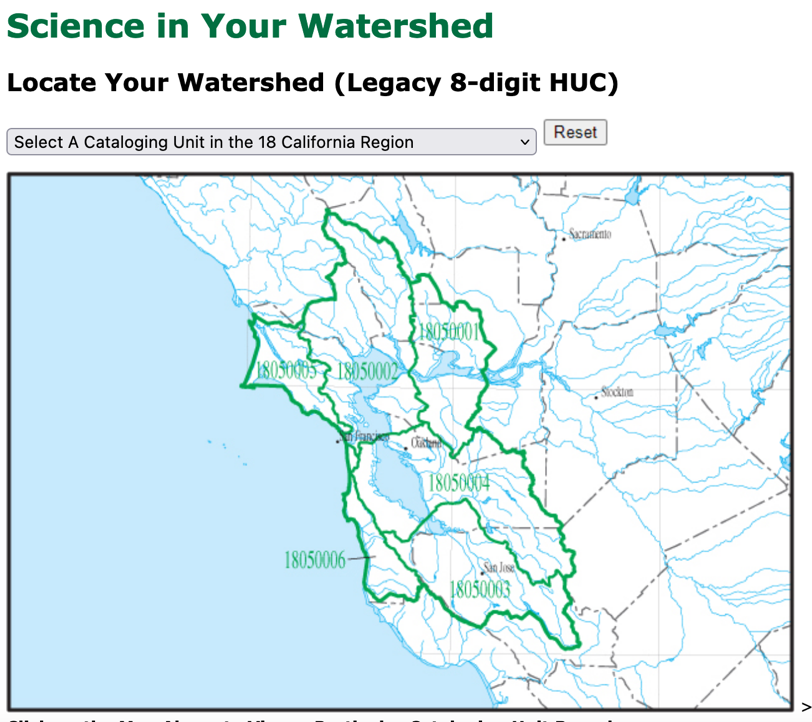 Science in Your Watershed
Locate Your Watershed (Legacy 8-digit HUC)
Select A Cataloging Unit in the 18 California Region
Reset
Sacramento
18050001
18050005 18050002
Stockton
San Francisco
Oakland
18050004
18050006
San Jose
18050003
>